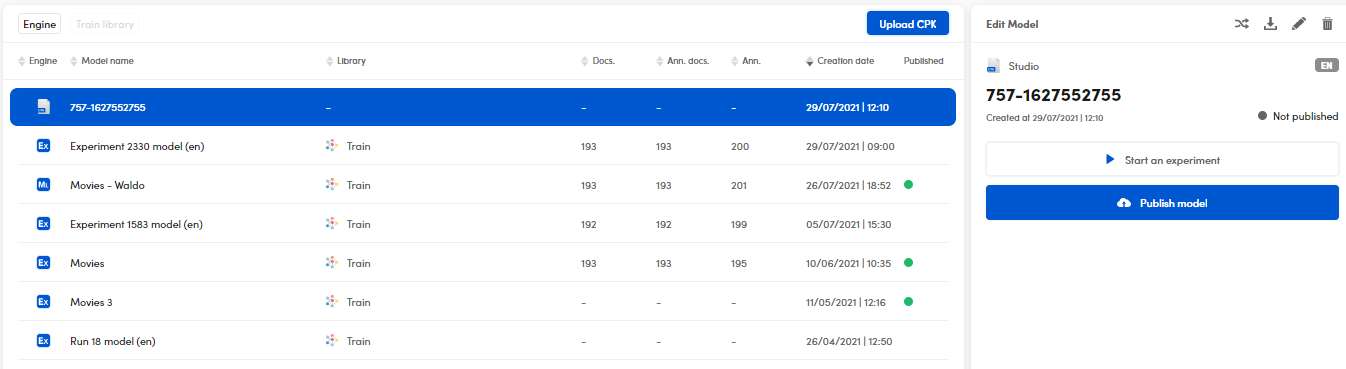 Engine Train library Upload CPK
Engine Model name Library Docs. Ann. docs. Ann. Creation date Published
757-1627552755 - - - - 29/07/2021 | 12:10
Ex Experiment 2330 model (en) Train 193 193 200 29/07/2021 | 09:00
ML Movies - Waldo Train 193 193 201 26/07/2021 | 18:52
Ex Experiment 1583 model (en) Train 192 192 199 05/07/2021 | 15:30
Ex Movies Train 193 193 195 10/06/2021 | 10:35
Ex Movies 3 Train - - - 11/05/2021 | 12:16
Ex Run 18 model (en) Train - - - 26/04/2021 | 12:50
Edit Model
Studio EN
757-1627552755
Created at 29/07/2021 | 12:10 Not published
Start an experiment
Publish model